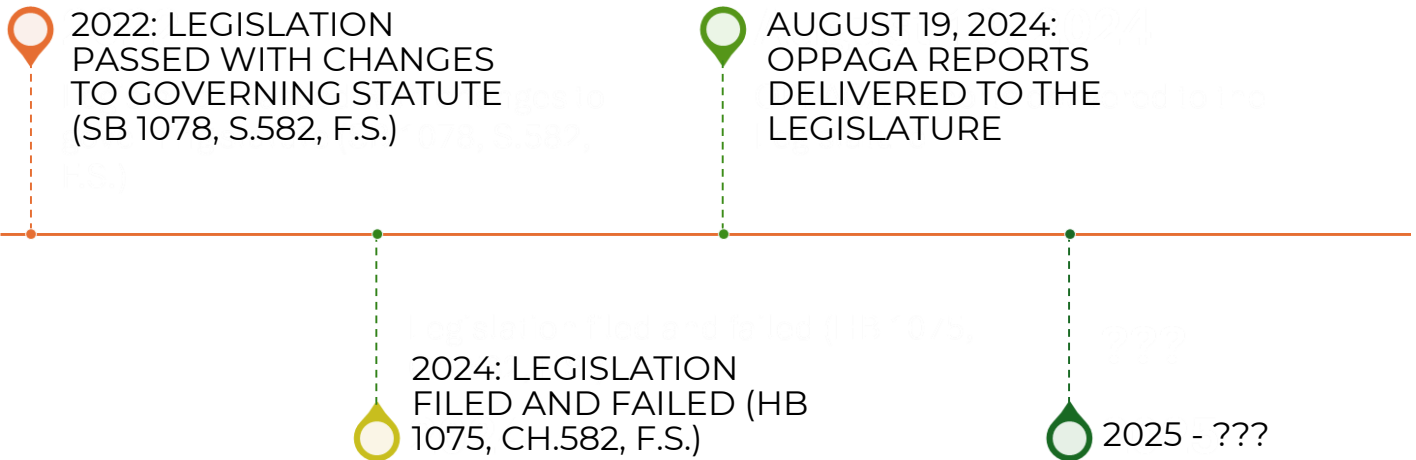 2022: LEGISLATION
PASSED WITH CHANGES
TO GOVERNING STATUTE
(SB 1078, S.582, F.S.)
AUGUST 19, 2024:
OPPAGA REPORTS
DELIVERED TO THE
LEGISLATURE
2024: LEGISLATION
FILED AND FAILED (HB
1075, CH.582, F.S.)
2025 - ???